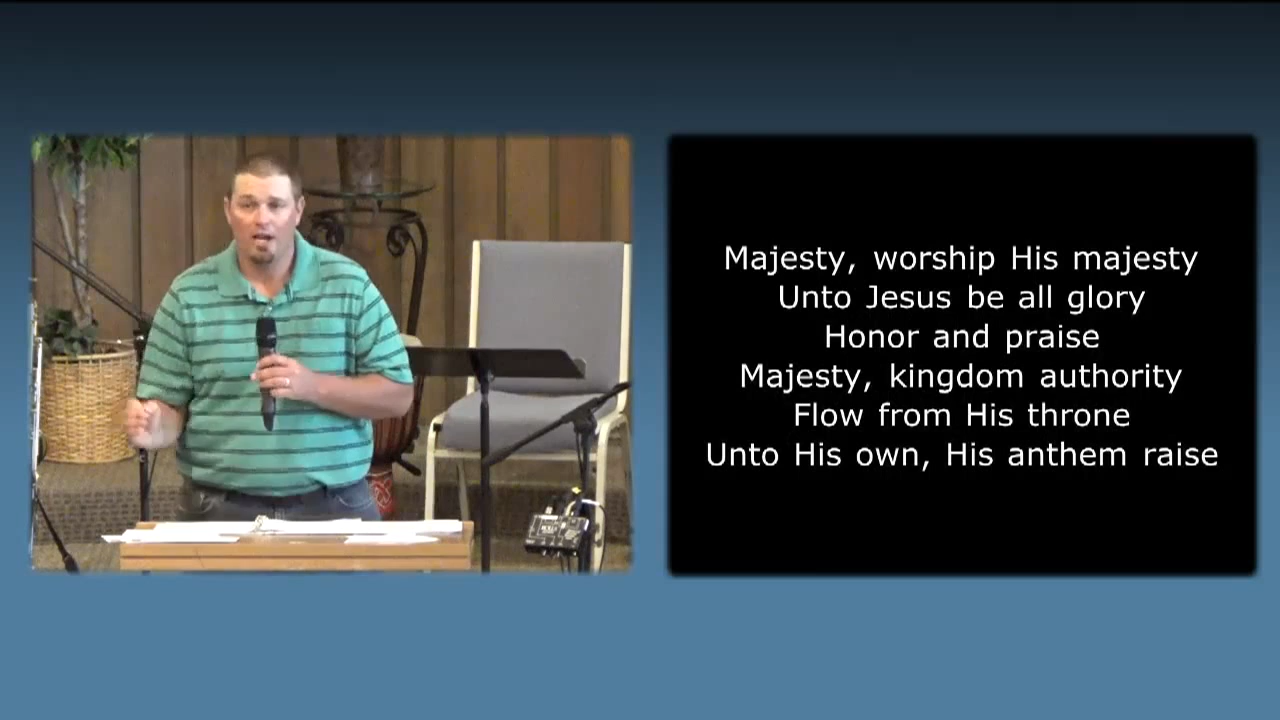 Majesty, worship His majesty
Unto Jesus be all glory
Honor and praise
Majesty, kingdom authority
Flow from His throne
Unto His own, His anthem raise